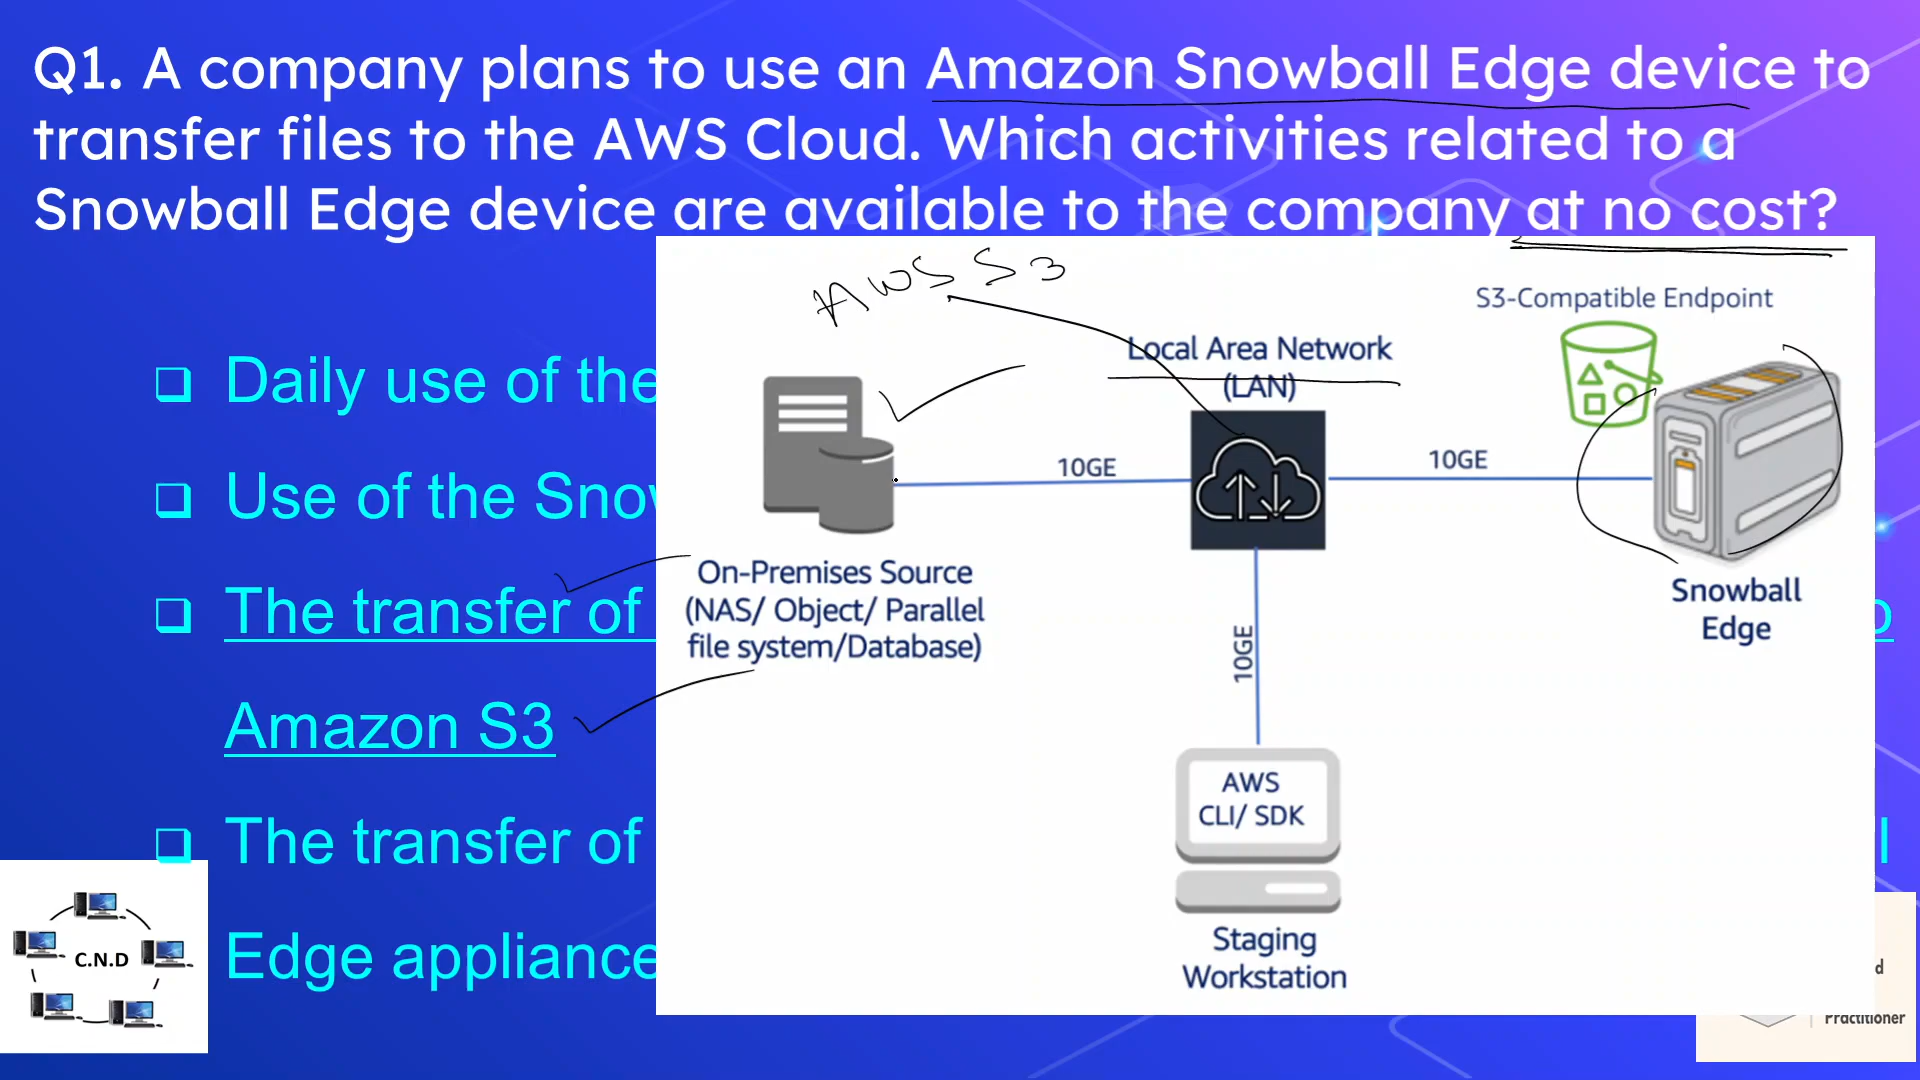 Q1. A company plans to use an Amazon Snowball Edge device to
transfer files to the AWS Cloud. Which activities related to a
Snowball Edge device are available to the company at no cost?
AWS S3
S3-Compatible Endpoint
Local Area Network
(LAN)
Daily use of the
10GE
10GE
Use of the Snow
On-Premises Source
(NAS/ Object/ Parallel
file system/Database)
Snowball
Edge
The transfer of
10GE
Amazon S3
AWS
CLI/ SDK
The transfer of
Staging
Workstation
Edge appliance
C.N.D
Practitioner